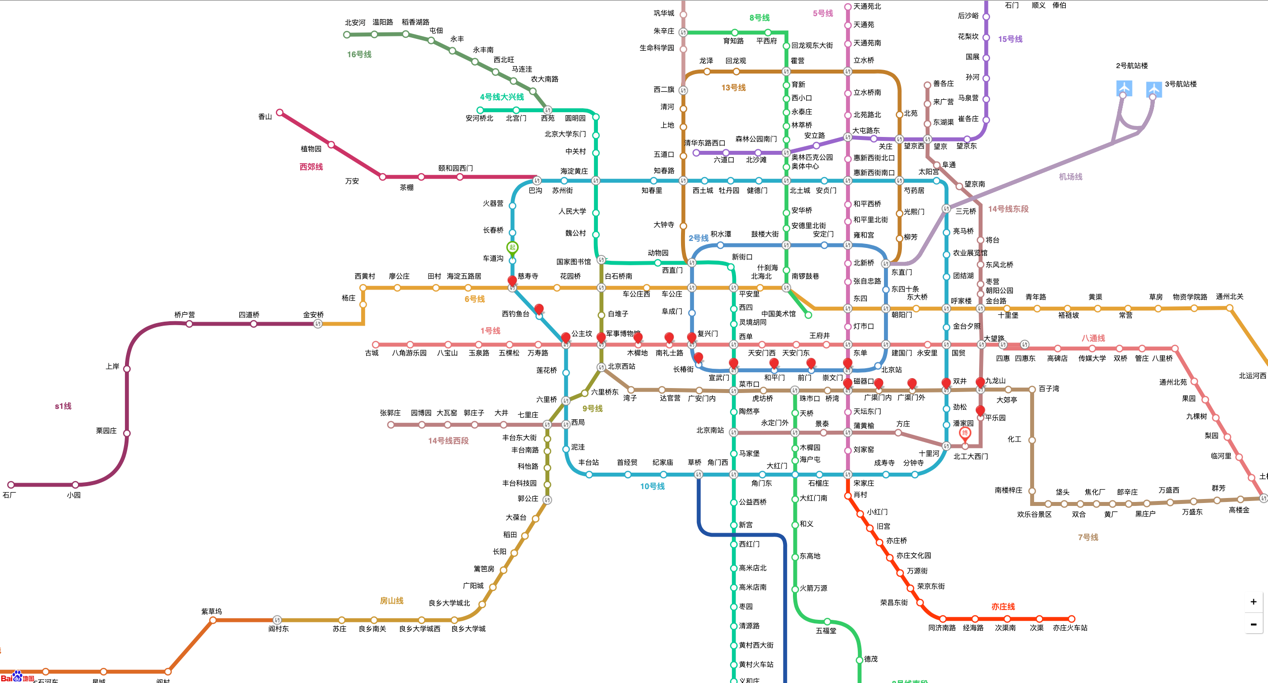 巩华城
天通苑北
石门
顺义
俸伯
后沙峪
北安河
温阳路
稻香湖路
朱辛庄
8号线
5号线
天通苑
屯佃
永丰
育知路
平西府
花梨坎
15号线
生命科学园
回龙观东大街
天通苑南
16号线
永丰南
西北旺
马连洼
龙泽
回龙观
霍营
立水桥
国展
2号航站楼
农大南路
孙河
3号航站楼
西二旗
13号线
育新
立水桥南
善各庄
4号线大兴线
西小口
马泉营
来广营
清河
永泰庄
北苑路北
北苑
崔各庄
香山
安河桥北
北宫门
西苑
圆明园
上地
林萃桥
东湖渠
北京大学东门
清华东路西口
森林公园南门
安立路
大屯路东
植物园
中关村
五道口
六道口
北沙滩
奥林匹克公园
关庄
望京西
望京
望京东
西郊线
颐和园西门
惠新西街北口
奥体中心
阜通
海淀黄庄
知春路
惠新西街南口
太阳宫
机场线
万安
茶棚
巴沟
苏州街
知春里
西土城
牡丹园
健德门
北土城
安贞门
芍药居
望京南
火器营
人民大学
安华桥
和平西桥
光熙门
三元桥
14号线东段
长春桥
魏公村
大钟寺
安德里北街
和平里北街
亮马桥
2号线
积水潭
鼓楼大街
安定门
雍和宫
柳芳
将台
起
车道沟
国家图书馆
动物园
新街口
农业展览馆
西直门
什刹海
北新桥
东直门
东风北桥
西黄村
廖公庄
田村
海淀五路居
慈寿寺
花园桥
白石桥南
北海北
南锣鼓巷
张自忠路
团结湖
枣营
杨庄
6号线
车公庄西
车公庄
平安里
东四十条
朝阳公园
东四
东大桥
呼家楼
金台路
青年路
黄渠
草房
物资学院路
通州北关
桥户营
四道桥
金安桥
西钓鱼台
白堆子
阜成门
西四
中国美术馆
朝阳门
十里堡
褡裢坡
常营
灵境胡同
灯市口
金台夕照
1号线
公主坟
军事博物馆
复兴门
王府井
大望路
八通线
古城
八角游乐园
八宝山
玉泉路
五棵松
万寿路
木樨地
南礼士路
西单
天安门西
天安门东
东单
建国门
永安里
国贸
四惠
四惠东
高碑店
传媒大学
双桥
管庄
八里桥
上岸
莲花桥
北京西站
长椿街
宣武门
和平门
前门
崇文门
北京站
北运河西
六里桥东
湾子
达官营
广安门内
菜市口
虎坊桥
珠市口
桥湾
磁器口
广渠门内
广渠门外
双井
九龙山
大郊亭
百子湾
通州北苑
s1线
六里桥
9号线
陶然亭
天桥
天坛东门
劲松
平乐园
果园
张郭庄
园博园
大瓦窑
郭庄子
大井
七里庄
西局
永定门外
景泰
蒲黄榆
方庄
潘家园
九棵树
栗园庄
14号线西段
北京南站
终
丰台东大街
泥洼
马家堡
木樨园
刘家窑
十里河
北工大西门
化工
梨园
丰台南路
海户屯
临河里
科怡路
丰台站
首经贸
纪家庙
草桥
角门西
大红门
成寿寺
分钟寺
丰台科技园
10号线
角门东
石榴庄
宋家庄
南楼梓庄
垡头
焦化厂
郎辛庄
万盛西
群芳
石厂
小园
郭公庄
公益西桥
大红门南
肖村
欢乐谷景区
双合
黄厂
黑庄户
万盛东
高楼金
大葆台
新宫
和义
小红门
稻田
西红门
旧宫
7号线
长阳
东高地
亦庄桥
篱笆房
高米店北
亦庄文化园
广阳城
高米店南
火箭万源
万源街
房山线
良乡大学城北
枣园
荣京东街
紫草坞
荣昌东街
亦庄线
阎村东
苏庄
良乡南关
良乡大学城西
良乡大学城
清源路
五福堂
同济南路
经海路
次渠南
次渠
亦庄火车站
黄村西大街
黄村火车站
德茂
Bai 地图